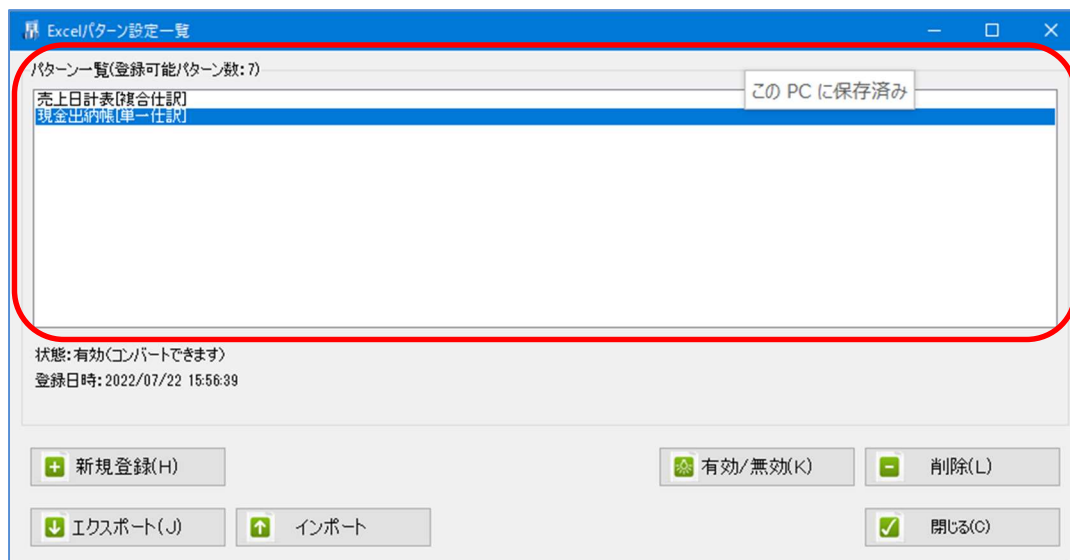 Excelパターン設定一覧
パターン一覧(登録可能パターン数:7)
このPCに保存済み
売上日計表[複合仕訳]
現金出納帳[単一仕訳]
状態:有効(コンバートできます)
登録日時:2022/07/22 15:56:39
新規登録(H)
有効/無効(K)
削除(L)
エクスポート(J)
インポート
閉じる(C)